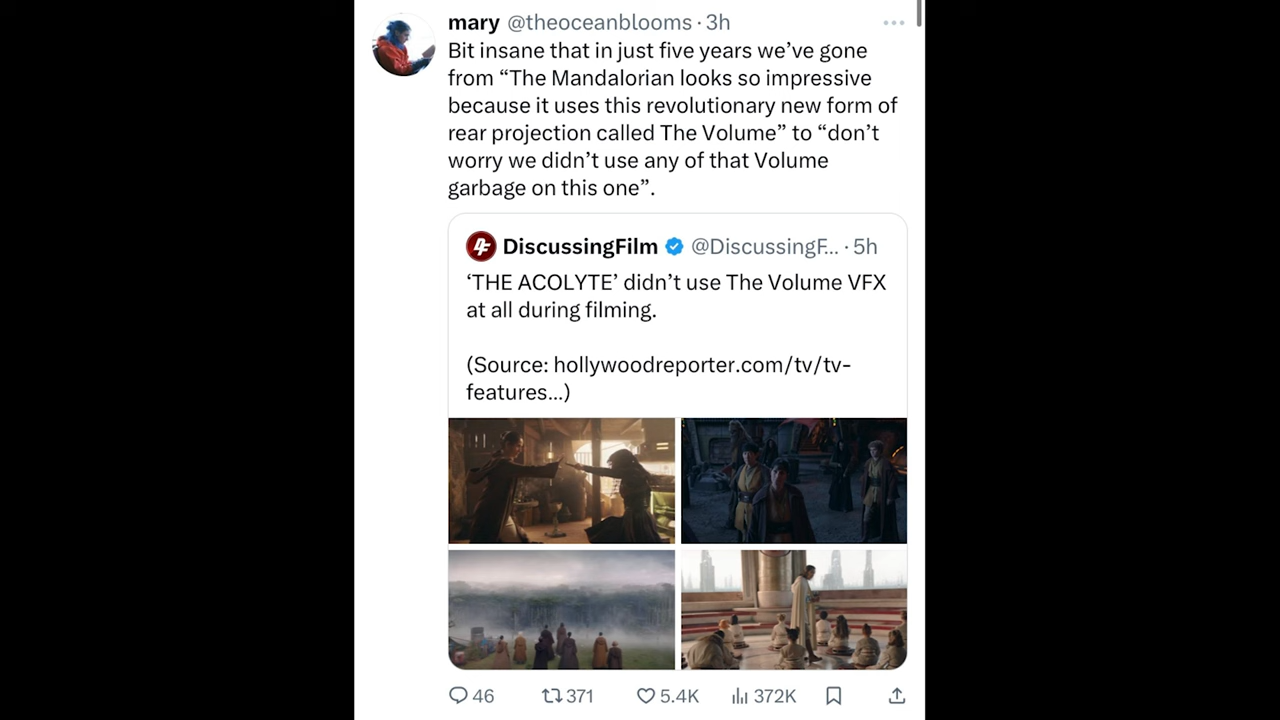 mary @theoceanblooms · 3h
Bit insane that in just five years we’ve gone
from “The Mandalorian looks so impressive
because it uses this revolutionary new form of
rear projection called The Volume” to “don’t
worry we didn’t use any of that Volume
garbage on this one”.
DiscussingFilm @DiscussingF... · 5h
‘THE ACOLYTE’ didn’t use The Volume VFX
at all during filming.
(Source: hollywoodreporter.com/tv/tv-
features...)
46 371 5.4K 372K